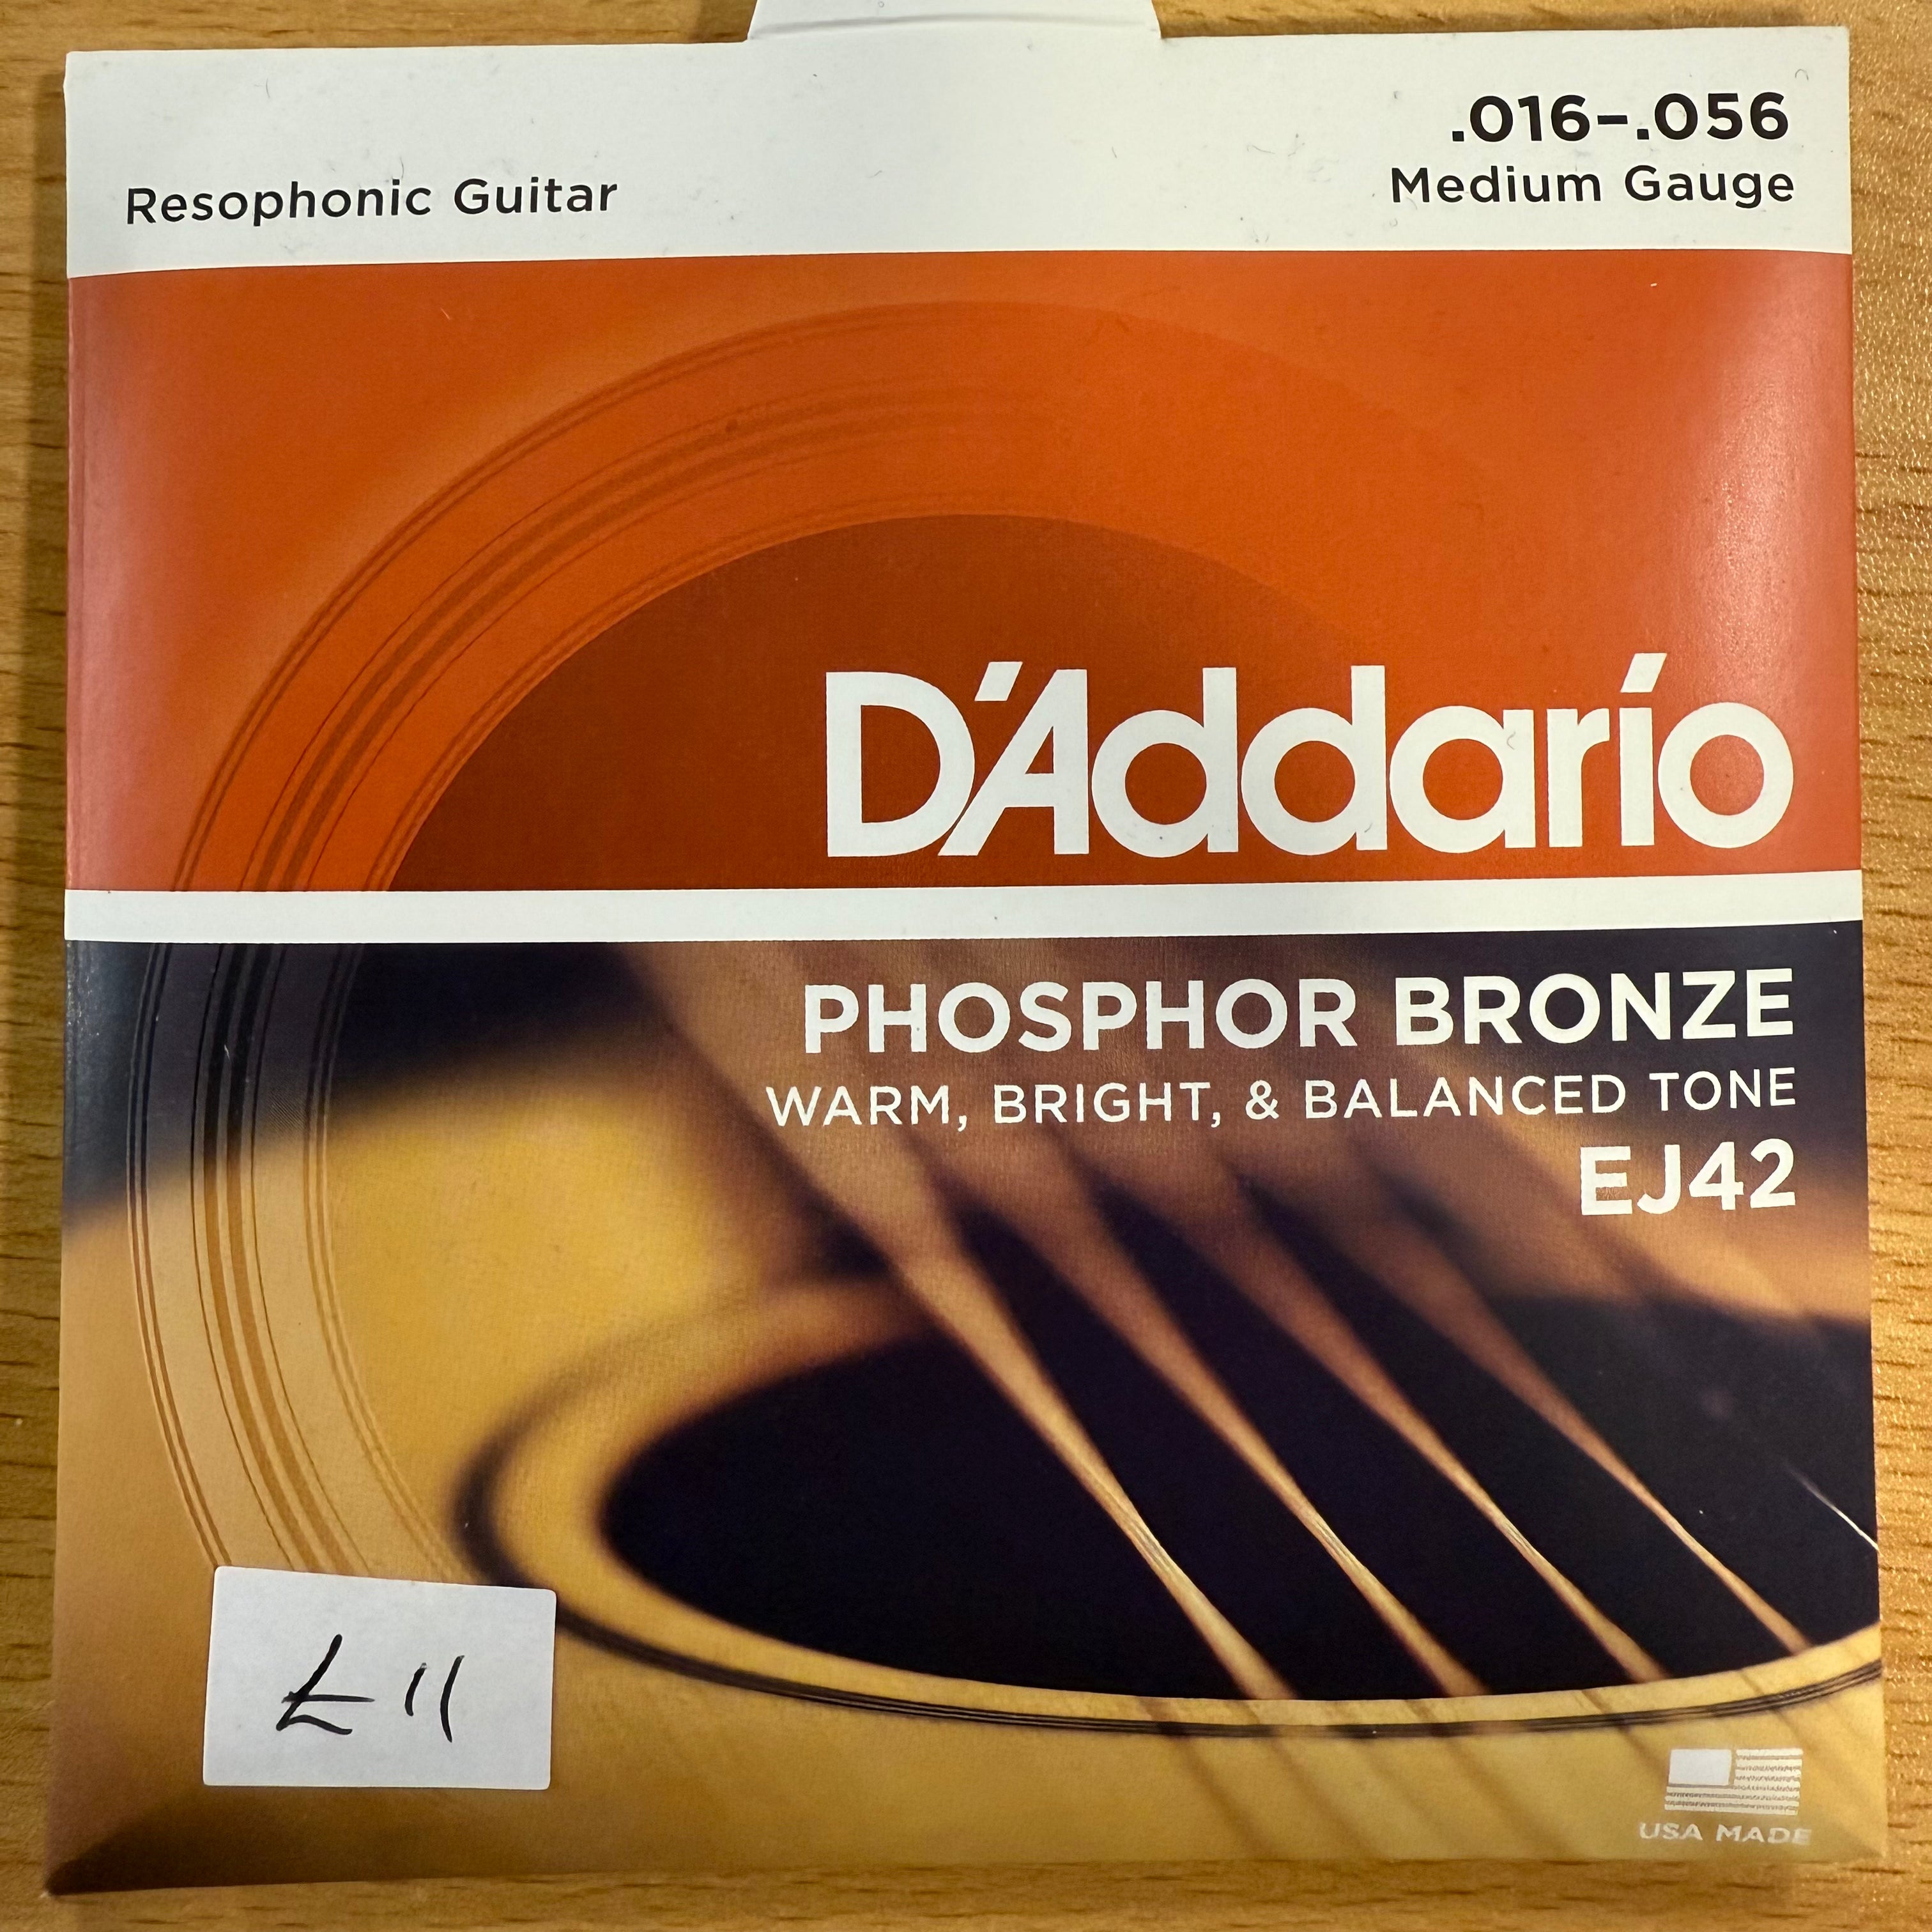 .016–.056
Resophonic Guitar
Medium Gauge
D'Addario
PHOSPHOR BRONZE
WARM, BRIGHT, & BALANCED TONE
EJ42
£11
USA MADE